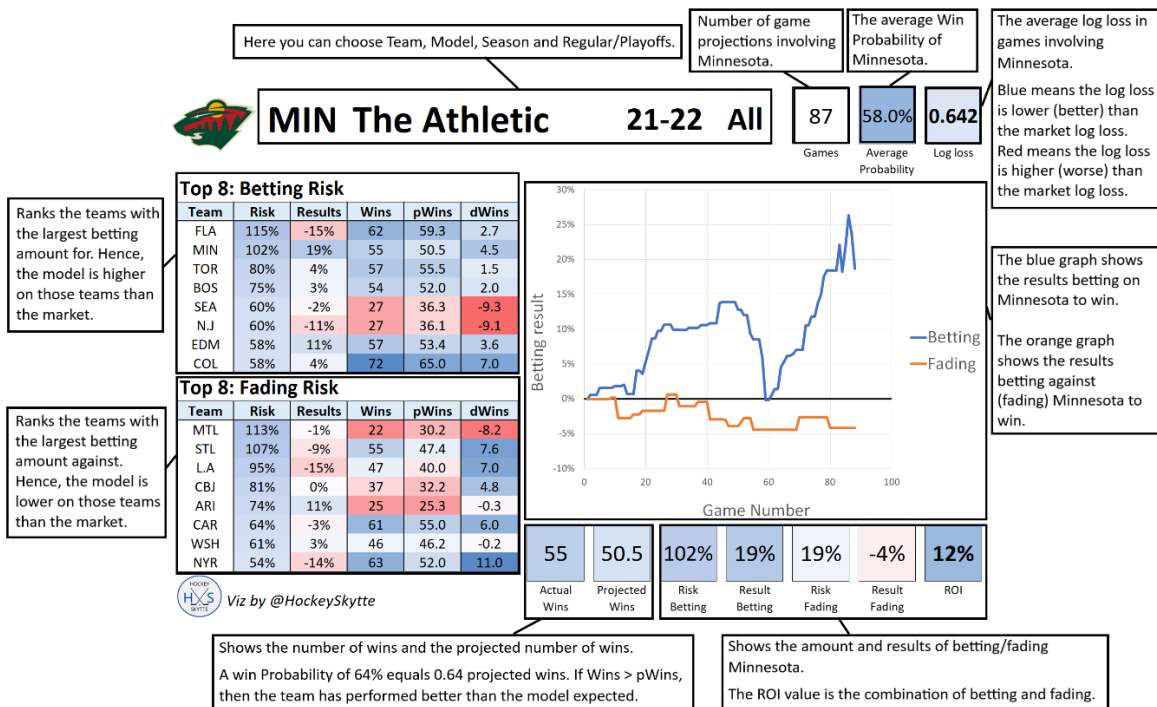 Here you can choose Team, Model, Season and Regular/Playoffs.
Number of game
projections involving
Minnesota.
The average Win
Probability of
Minnesota.
The average log loss in
games involving
Minnesota.
Blue means the log loss
is lower (better) than
the market log loss.
Red means the log loss
is higher (worse) than
the market log loss.
MIN The Athletic 21-22 All
87 58.0% 0.642
Games Average Probability Log loss
Ranks the teams with
the largest betting
amount for. Hence,
the model is higher
on those teams than
the market.
Top 8: Betting Risk
Team Risk Results Wins pWins dWins
FLA 115% -15% 62 59.3 2.7
MIN 102% 19% 55 50.5 4.5
TOR 80% 4% 57 55.5 1.5
BOS 75% 3% 54 52.0 2.0
SEA 60% -2% 27 36.3 -9.3
N.J 60% -11% 27 36.1 -9.1
EDM 58% 11% 57 53.4 3.6
COL 58% 4% 72 65.0 7.0
Ranks the teams with
the largest betting
amount against.
Hence, the model is
lower on those teams
than the market.
Top 8: Fading Risk
Team Risk Results Wins pWins dWins
MTL 113% -1% 22 30.2 -8.2
STL 107% -9% 55 47.4 7.6
L.A 95% -15% 47 40.0 7.0
CBJ 81% 0% 37 32.2 4.8
ARI 74% 11% 25 25.3 -0.3
CAR 64% -3% 61 55.0 6.0
WSH 61% 3% 46 46.2 -0.2
NYR 54% -14% 63 52.0 11.0
30%
25%
20%
15%
10%
5%
0%
-5%
-10%
Betting result
0 20 40 60 80 100
Game Number
Betting
Fading
The blue graph shows
the results betting on
Minnesota to win.
The orange graph
shows the results
betting against
(fading) Minnesota to
win.
HOCKEY
H S
SKYTTE
Viz by @HockeySkytte
55 50.5 102% 19% 19% -4% 12%
Actual Wins Projected Wins Risk Betting Result Betting Risk Fading Result Fading ROI
Shows the number of wins and the projected number of wins.
A win Probability of 64% equals 0.64 projected wins. If Wins > pWins,
then the team has performed better than the model expected.
Shows the amount and results of betting/fading
Minnesota.
The ROI value is the combination of betting and fading.